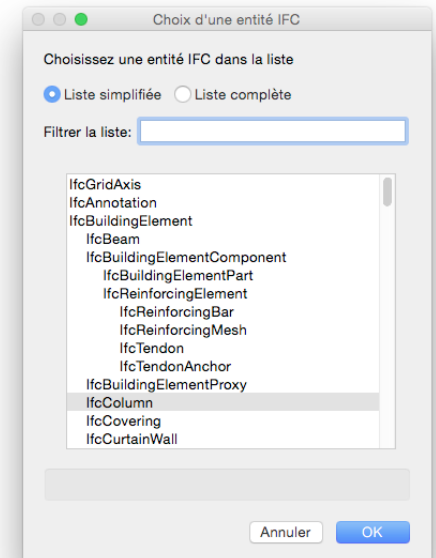 Choix d'une entité IFC
Choisissez une entité IFC dans la liste
Liste simplifiée Liste complète
Filtrer la liste:
IfcGridAxis
IfcAnnotation
IfcBuildingElement
IfcBeam
IfcBuildingElementComponent
IfcBuildingElementPart
IfcReinforcingElement
IfcReinforcingBar
IfcReinforcingMesh
IfcTendon
IfcTendonAnchor
IfcBuildingElementProxy
IfcColumn
IfcCovering
IfcCurtainWall
Annuler OK